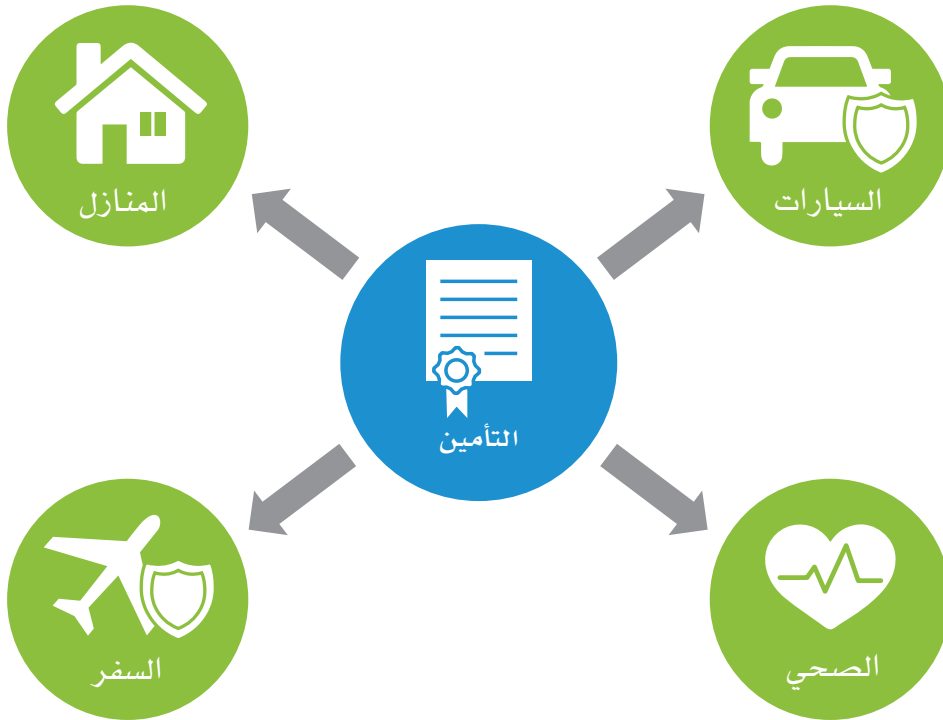 السيارات
المنازل
التأمين
الصحي
السفر